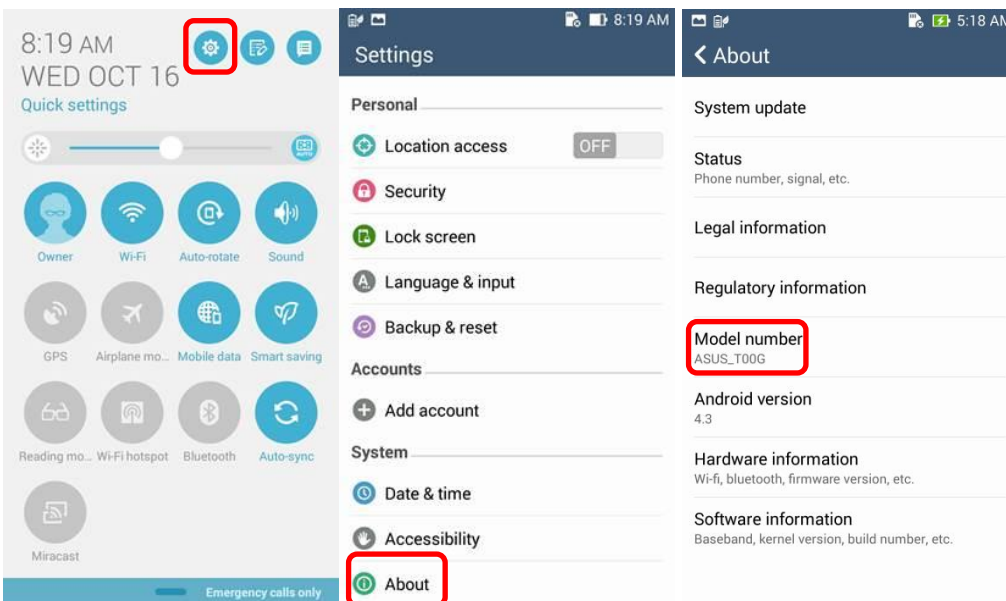 8:19 AM
WED OCT 16
Quick settings
AUTO
Owner
Wi-Fi
Auto-rotate
Sound
GPS
Airplane mo...
Mobile data
Smart saving
Reading mo...
Wi-Fi hotspot
Bluetooth
Auto-sync
Miracast
Emergency calls only
8:19 AM
Settings
Personal
Location access
OFF
Security
Lock screen
Language & input
Backup & reset
Accounts
Add account
System
Date & time
Accessibility
About
5:18 AM
About
System update
Status
Phone number, signal, etc.
Legal information
Regulatory information
Model number
ASUS_T00G
Android version
4.3
Hardware information
Wi-fi, bluetooth, firmware version, etc.
Software information
Baseband, kernel version, build number, etc.